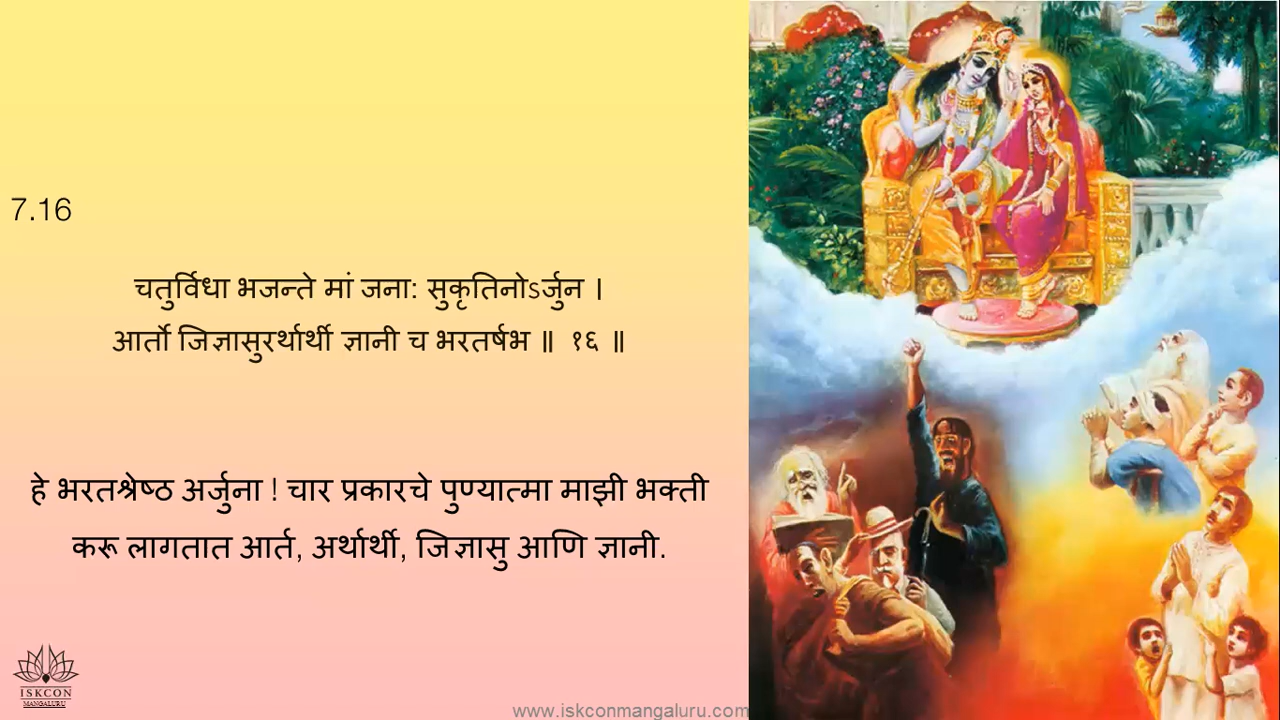 7.16
चतुर्विधा भजन्ते मां जना: सुकृतिनोऽर्जुन ।
आर्तो जिज्ञासुरर्थार्थी ज्ञानी च भरतर्षभ ॥ १६ ॥
हे भरतश्रेष्ठ अर्जुना ! चार प्रकारचे पुण्यात्मा माझी भक्ती
करू लागतात आर्त, अर्थार्थी, जिज्ञासु आणि ज्ञानी.
ISKCON
MANGALURU
www.iskconmangaluru.com